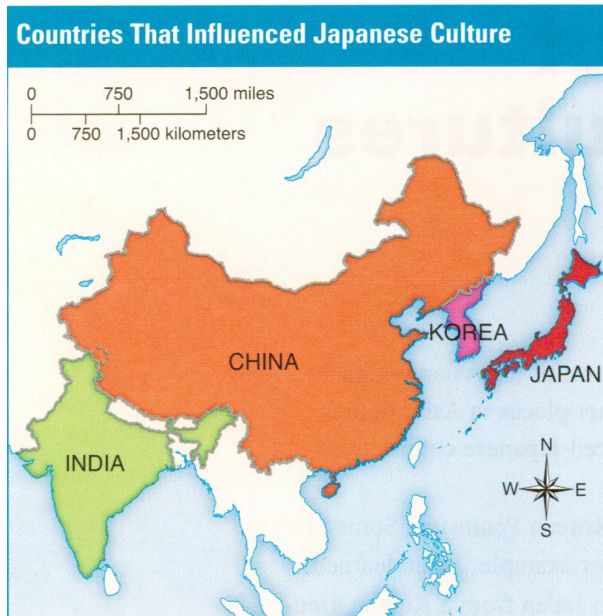 Countries That Influenced Japanese Culture
0 750 1,500 miles
0 750 1,500 kilometers
KOREA
CHINA
JAPAN
INDIA
N
W E
S